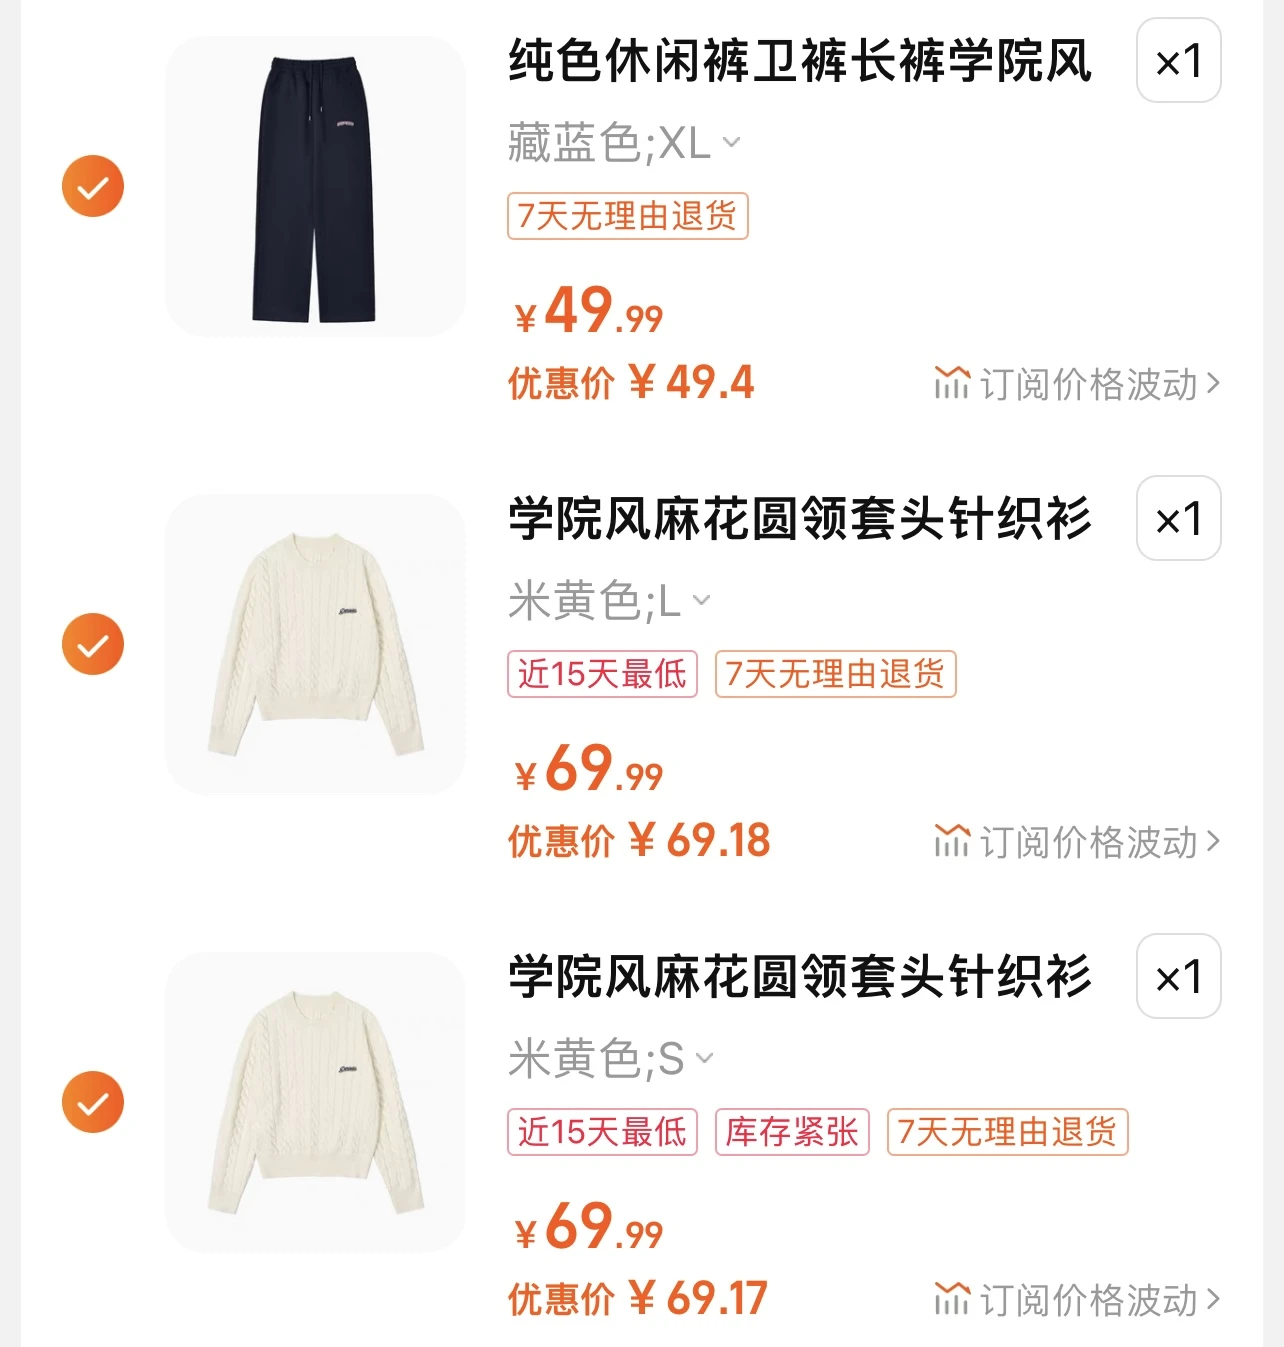 纯色休闲裤卫裤长裤学院风
×1
藏蓝色;XL
7天无理由退货
¥49.99
优惠价 ¥49.4
订阅价格波动
学院风麻花圆领套头针织衫
×1
米黄色;L
近15天最低 7天无理由退货
¥69.99
优惠价 ¥69.18
订阅价格波动
学院风麻花圆领套头针织衫
×1
米黄色;S
近15天最低 库存紧张 7天无理由退货
¥69.99
优惠价 ¥69.17
订阅价格波动